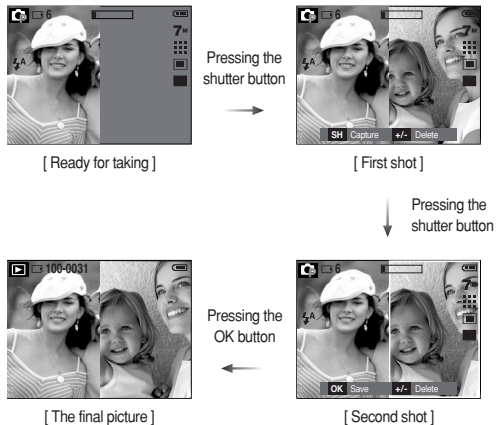 6
7M
A
Pressing the
shutter button
6
7M
A
SH Capture +/- Delete
[ Ready for taking ]
[ First shot ]
Pressing the
shutter button
100-0031
Pressing the
OK button
6
7M
A
OK Save +/- Delete
[ The final picture ]
[ Second shot ]